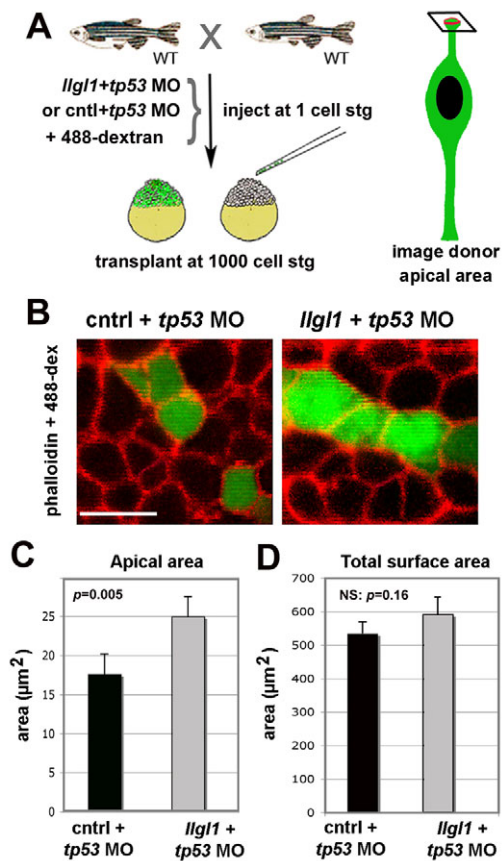 A
WT
X
WT
llgl1+tp53 MO
or cntl+tp53 MO
+ 488-dextran
inject at 1 cell stg
transplant at 1000 cell stg
image donor
apical area
B
cntrl + tp53 MO
llgl1 + tp53 MO
phalloidin + 488-dex
C
Apical area
p=0.005
area (µm2)
25
20
15
10
5
0
cntrl +
tp53 MO
llgl1 +
tp53 MO
D
Total surface area
NS: p=0.16
area (µm2)
700
600
500
400
300
200
100
0
cntrl +
tp53 MO
llgl1 +
tp53 MO